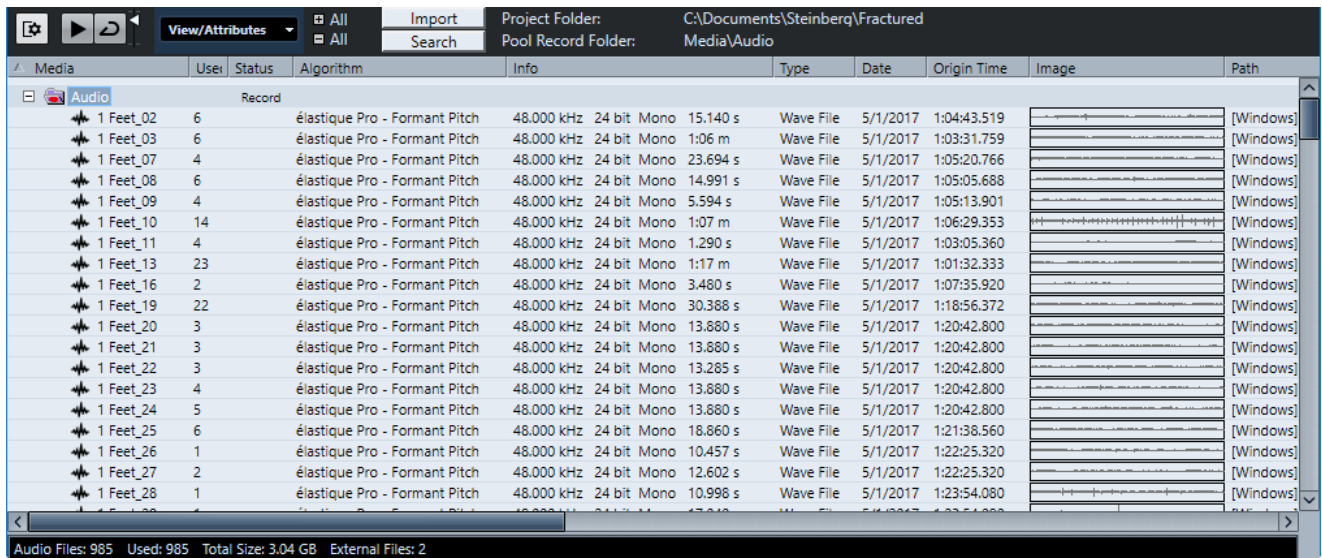 View/Attributes All Import Project Folder: C:\Documents\Steinberg\Fractured
All Search Pool Record Folder: Media\Audio
Media Used Status Algorithm Info Type Date Origin Time Image Path
Audio Record
1 Feet_02 6 élastique Pro - Formant Pitch 48.000 kHz 24 bit Mono 15.140 s Wave File 5/1/2017 1:04:43.519 [Windows]
1 Feet_03 6 élastique Pro - Formant Pitch 48.000 kHz 24 bit Mono 1:06 m Wave File 5/1/2017 1:03:31.759 [Windows]
1 Feet_07 4 élastique Pro - Formant Pitch 48.000 kHz 24 bit Mono 23.694 s Wave File 5/1/2017 1:05:20.766 [Windows]
1 Feet_08 6 élastique Pro - Formant Pitch 48.000 kHz 24 bit Mono 14.991 s Wave File 5/1/2017 1:05:05.688 [Windows]
1 Feet_09 4 élastique Pro - Formant Pitch 48.000 kHz 24 bit Mono 5.594 s Wave File 5/1/2017 1:05:13.901 [Windows]
1 Feet_10 14 élastique Pro - Formant Pitch 48.000 kHz 24 bit Mono 1:07 m Wave File 5/1/2017 1:06:29.353 [Windows]
1 Feet_11 4 élastique Pro - Formant Pitch 48.000 kHz 24 bit Mono 1.290 s Wave File 5/1/2017 1:03:05.360 [Windows]
1 Feet_13 23 élastique Pro - Formant Pitch 48.000 kHz 24 bit Mono 1:17 m Wave File 5/1/2017 1:01:32.333 [Windows]
1 Feet_16 2 élastique Pro - Formant Pitch 48.000 kHz 24 bit Mono 3.480 s Wave File 5/1/2017 1:07:35.920 [Windows]
1 Feet_19 22 élastique Pro - Formant Pitch 48.000 kHz 24 bit Mono 30.388 s Wave File 5/1/2017 1:18:56.372 [Windows]
1 Feet_20 3 élastique Pro - Formant Pitch 48.000 kHz 24 bit Mono 13.880 s Wave File 5/1/2017 1:20:42.800 [Windows]
1 Feet_21 3 élastique Pro - Formant Pitch 48.000 kHz 24 bit Mono 13.880 s Wave File 5/1/2017 1:20:42.800 [Windows]
1 Feet_22 3 élastique Pro - Formant Pitch 48.000 kHz 24 bit Mono 13.285 s Wave File 5/1/2017 1:20:42.800 [Windows]
1 Feet_23 4 élastique Pro - Formant Pitch 48.000 kHz 24 bit Mono 13.880 s Wave File 5/1/2017 1:20:42.800 [Windows]
1 Feet_24 5 élastique Pro - Formant Pitch 48.000 kHz 24 bit Mono 13.880 s Wave File 5/1/2017 1:20:42.800 [Windows]
1 Feet_25 6 élastique Pro - Formant Pitch 48.000 kHz 24 bit Mono 18.860 s Wave File 5/1/2017 1:21:38.560 [Windows]
1 Feet_26 1 élastique Pro - Formant Pitch 48.000 kHz 24 bit Mono 10.457 s Wave File 5/1/2017 1:22:25.320 [Windows]
1 Feet_27 2 élastique Pro - Formant Pitch 48.000 kHz 24 bit Mono 12.602 s Wave File 5/1/2017 1:22:25.320 [Windows]
1 Feet_28 1 élastique Pro - Formant Pitch 48.000 kHz 24 bit Mono 10.998 s Wave File 5/1/2017 1:23:54.080 [Windows]
Audio Files: 985 Used: 985 Total Size: 3.04 GB External Files: 2